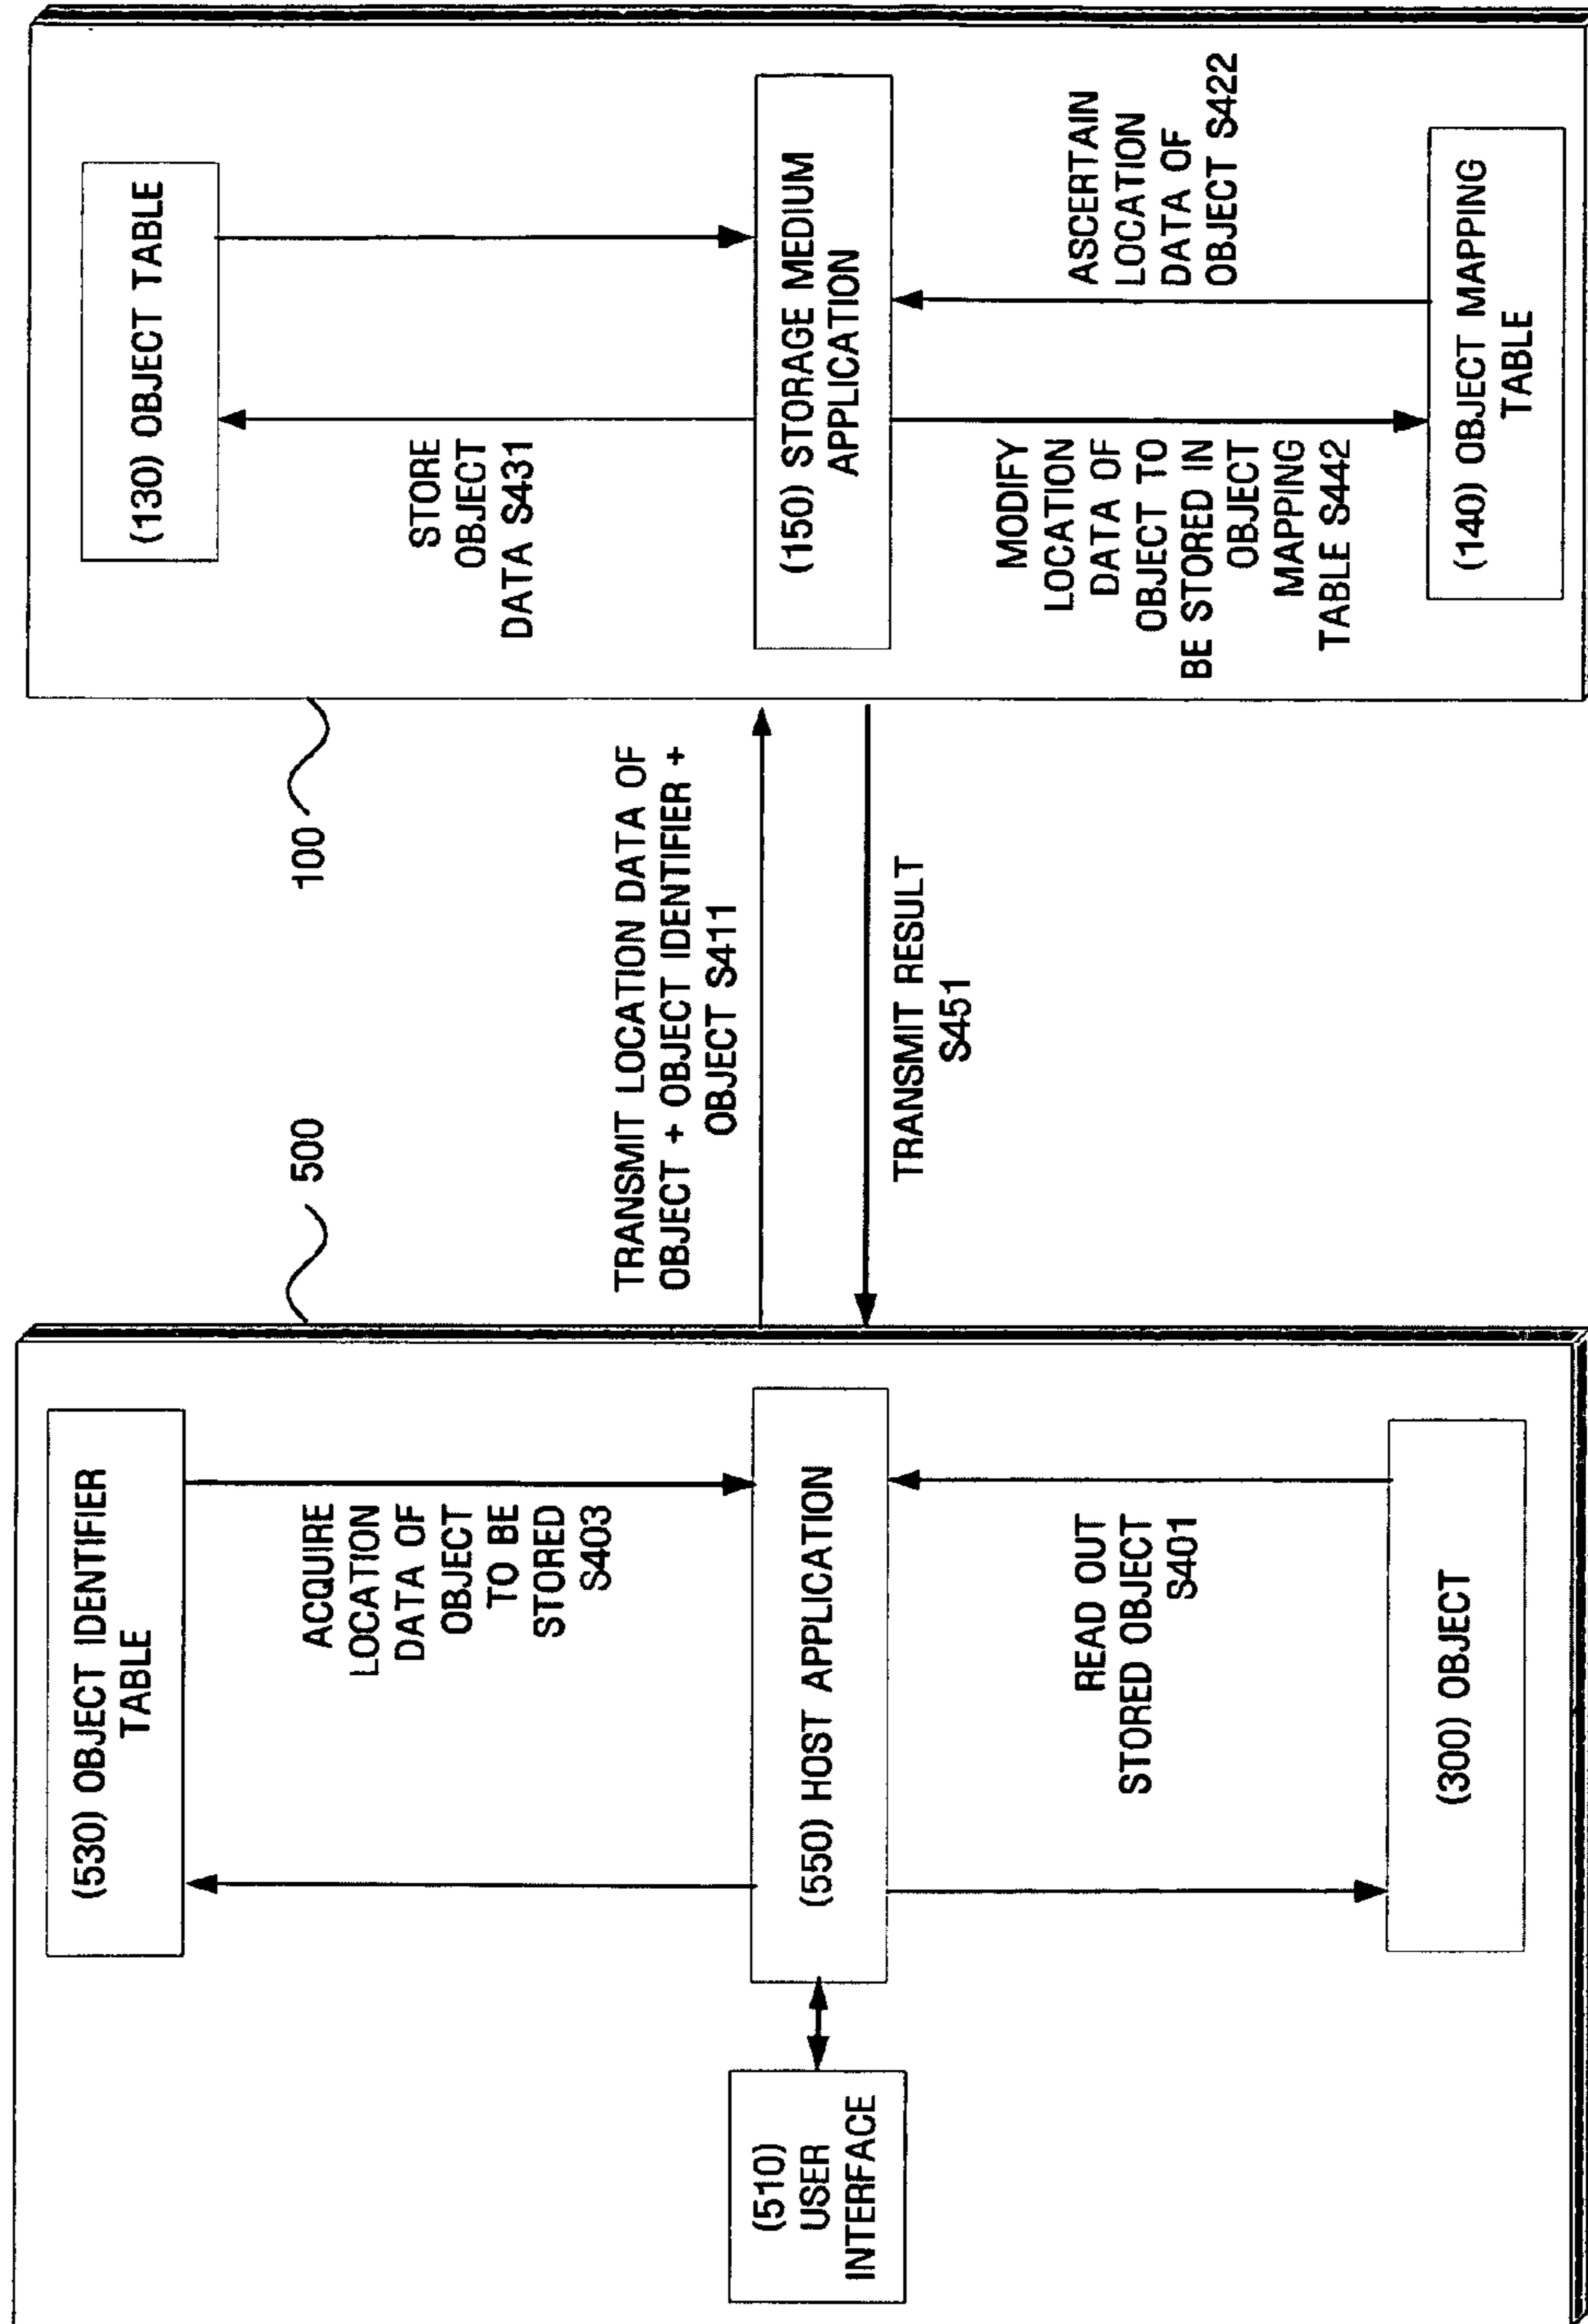 (530) OBJECT IDENTIFIER
TABLE
ACQUIRE
LOCATION
DATA OF
OBJECT
TO BE
STORED
S403
(510)
USER
INTERFACE
(550) HOST APPLICATION
READ OUT
STORED OBJECT
S401
(300) OBJECT
500
100
TRANSMIT LOCATION DATA OF
OBJECT + OBJECT IDENTIFIER +
OBJECT S411
TRANSMIT RESULT
S451
(130) OBJECT TABLE
STORE
OBJECT
DATA S431
(150) STORAGE MEDIUM
APPLICATION
MODIFY
LOCATION
DATA OF
OBJECT TO
BE STORED IN
OBJECT
MAPPING
TABLE S442
ASCERTAIN
LOCATION
DATA OF
OBJECT S422
(140) OBJECT MAPPING
TABLE